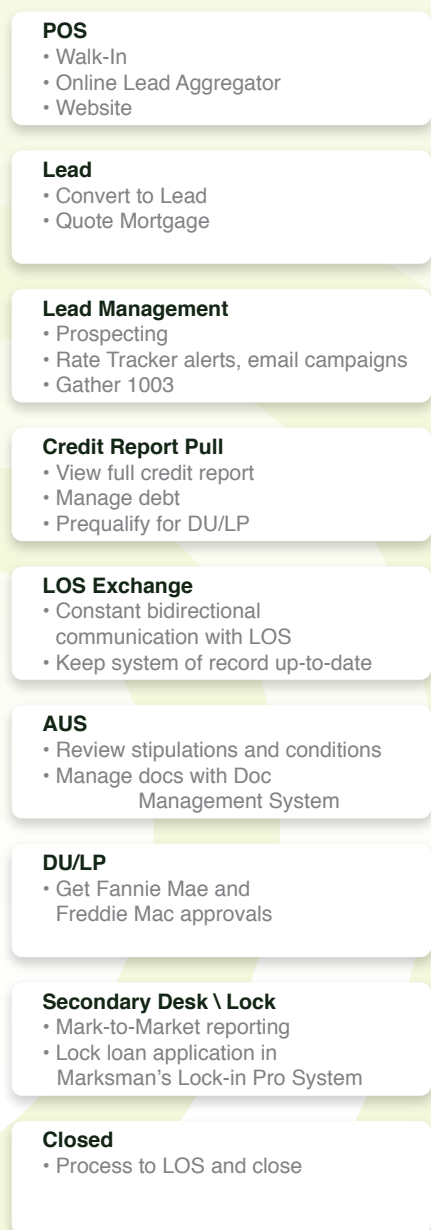 POS
• Walk-In
• Online Lead Aggregator
• Website
Lead
• Convert to Lead
• Quote Mortgage
Lead Management
• Prospecting
• Rate Tracker alerts, email campaigns
• Gather 1003
Credit Report Pull
• View full credit report
• Manage debt
• Prequalify for DU/LP
LOS Exchange
• Constant bidirectional
communication with LOS
• Keep system of record up-to-date
AUS
• Review stipulations and conditions
• Manage docs with Doc
Management System
DU/LP
• Get Fannie Mae and
Freddie Mac approvals
Secondary Desk \ Lock
• Mark-to-Market reporting
• Lock loan application in
Marksman's Lock-in Pro System
Closed
• Process to LOS and close